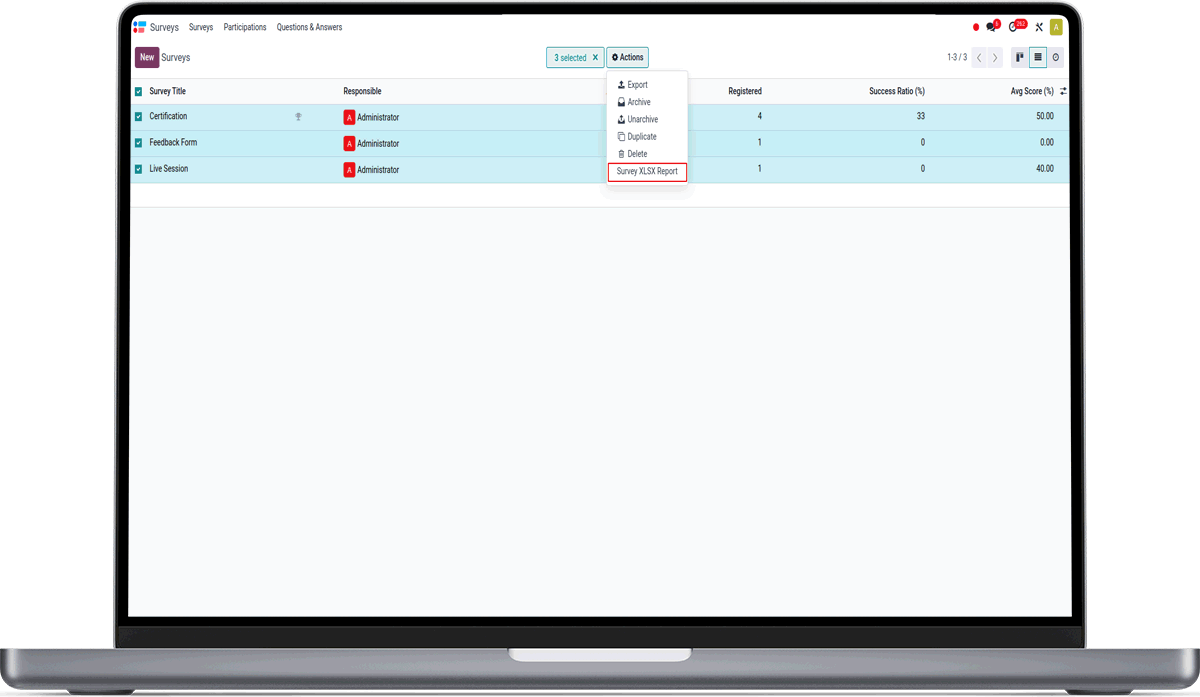 Surveys Surveys Participations Questions & Answers 5 262 A
New Surveys 3 selected × Actions 1-3 / 3
Survey Title Responsible Registered Success Ratio (%) Avg Score (%)
Export
Archive
Certification A Administrator 4 33 50.00
Unarchive
Duplicate
Feedback Form A Administrator 1 0 0.00
Delete
Live Session A Administrator 1 0 40.00
Survey XLSX Report